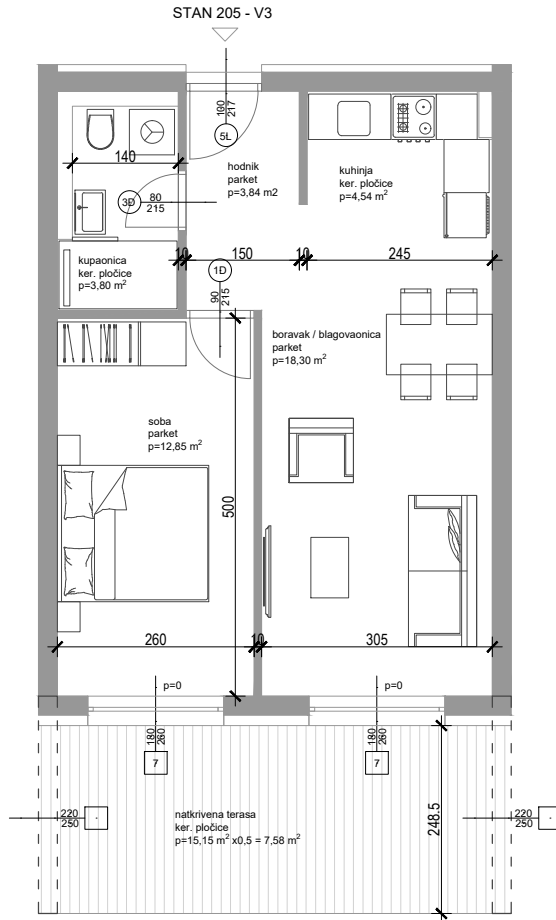 STAN 205 - V3
100
217
5L
140
hodnik
parket
p=3,84 m2
kuhinja
ker. pločice
p=4,54 m²
3D
80
215
10
150
10
245
1D
90
215
kupaonica
ker. pločice
p=3,80 m²
boravak / blagovaonica
parket
p=18,30 m²
soba
parket
p=12,85 m²
500
260
10
305
p=0
p=0
180
260
7
180
260
7
220
250
natkrivena terasa
ker. pločice
p=15,15 m² x0,5 = 7,58 m²
248.5
220
250